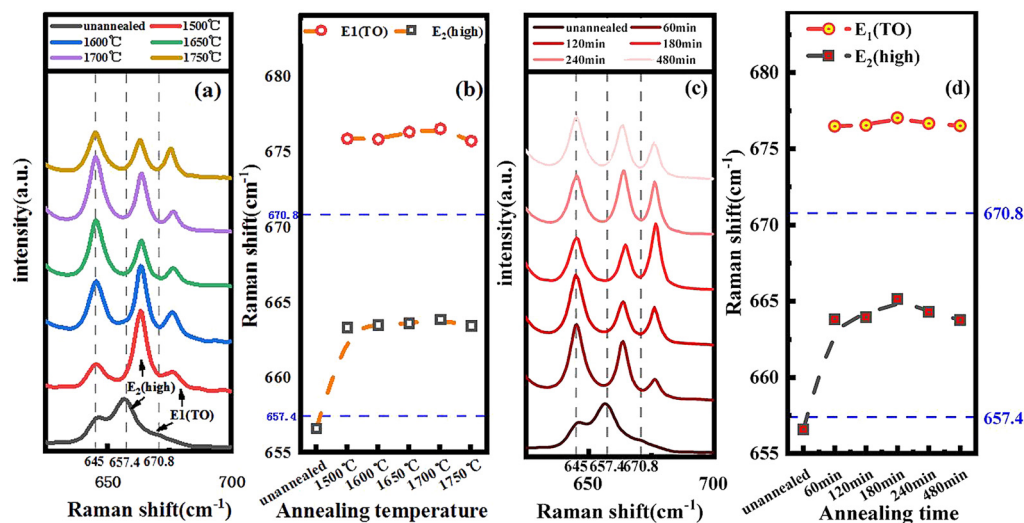 unannealed 1500℃
1600℃ 1650℃
1700℃ 1750℃
(a)
intensity(a.u.)
E2(high)
E1(TO)
645 657.4 670.8
650 700
Raman shift(cm-1)
E1(TO) E2(high)
(b)
680
675
670.8
670
665
660
657.4
655
Raman shift(cm-1)
unannealed 1500℃ 1600℃ 1650℃ 1700℃ 1750℃
Annealing temperature
unannealed 60min
120min 180min
240min 480min
(c)
intensity(a.u.)
645 657.4670.8
650 700
Raman shift(cm-1)
E1(TO)
E2(high)
(d)
680
675
670
665
660
655
670.8
657.4
Raman shift(cm-1)
unannealed 60min 120min 180min 240min 480min
Annealing time